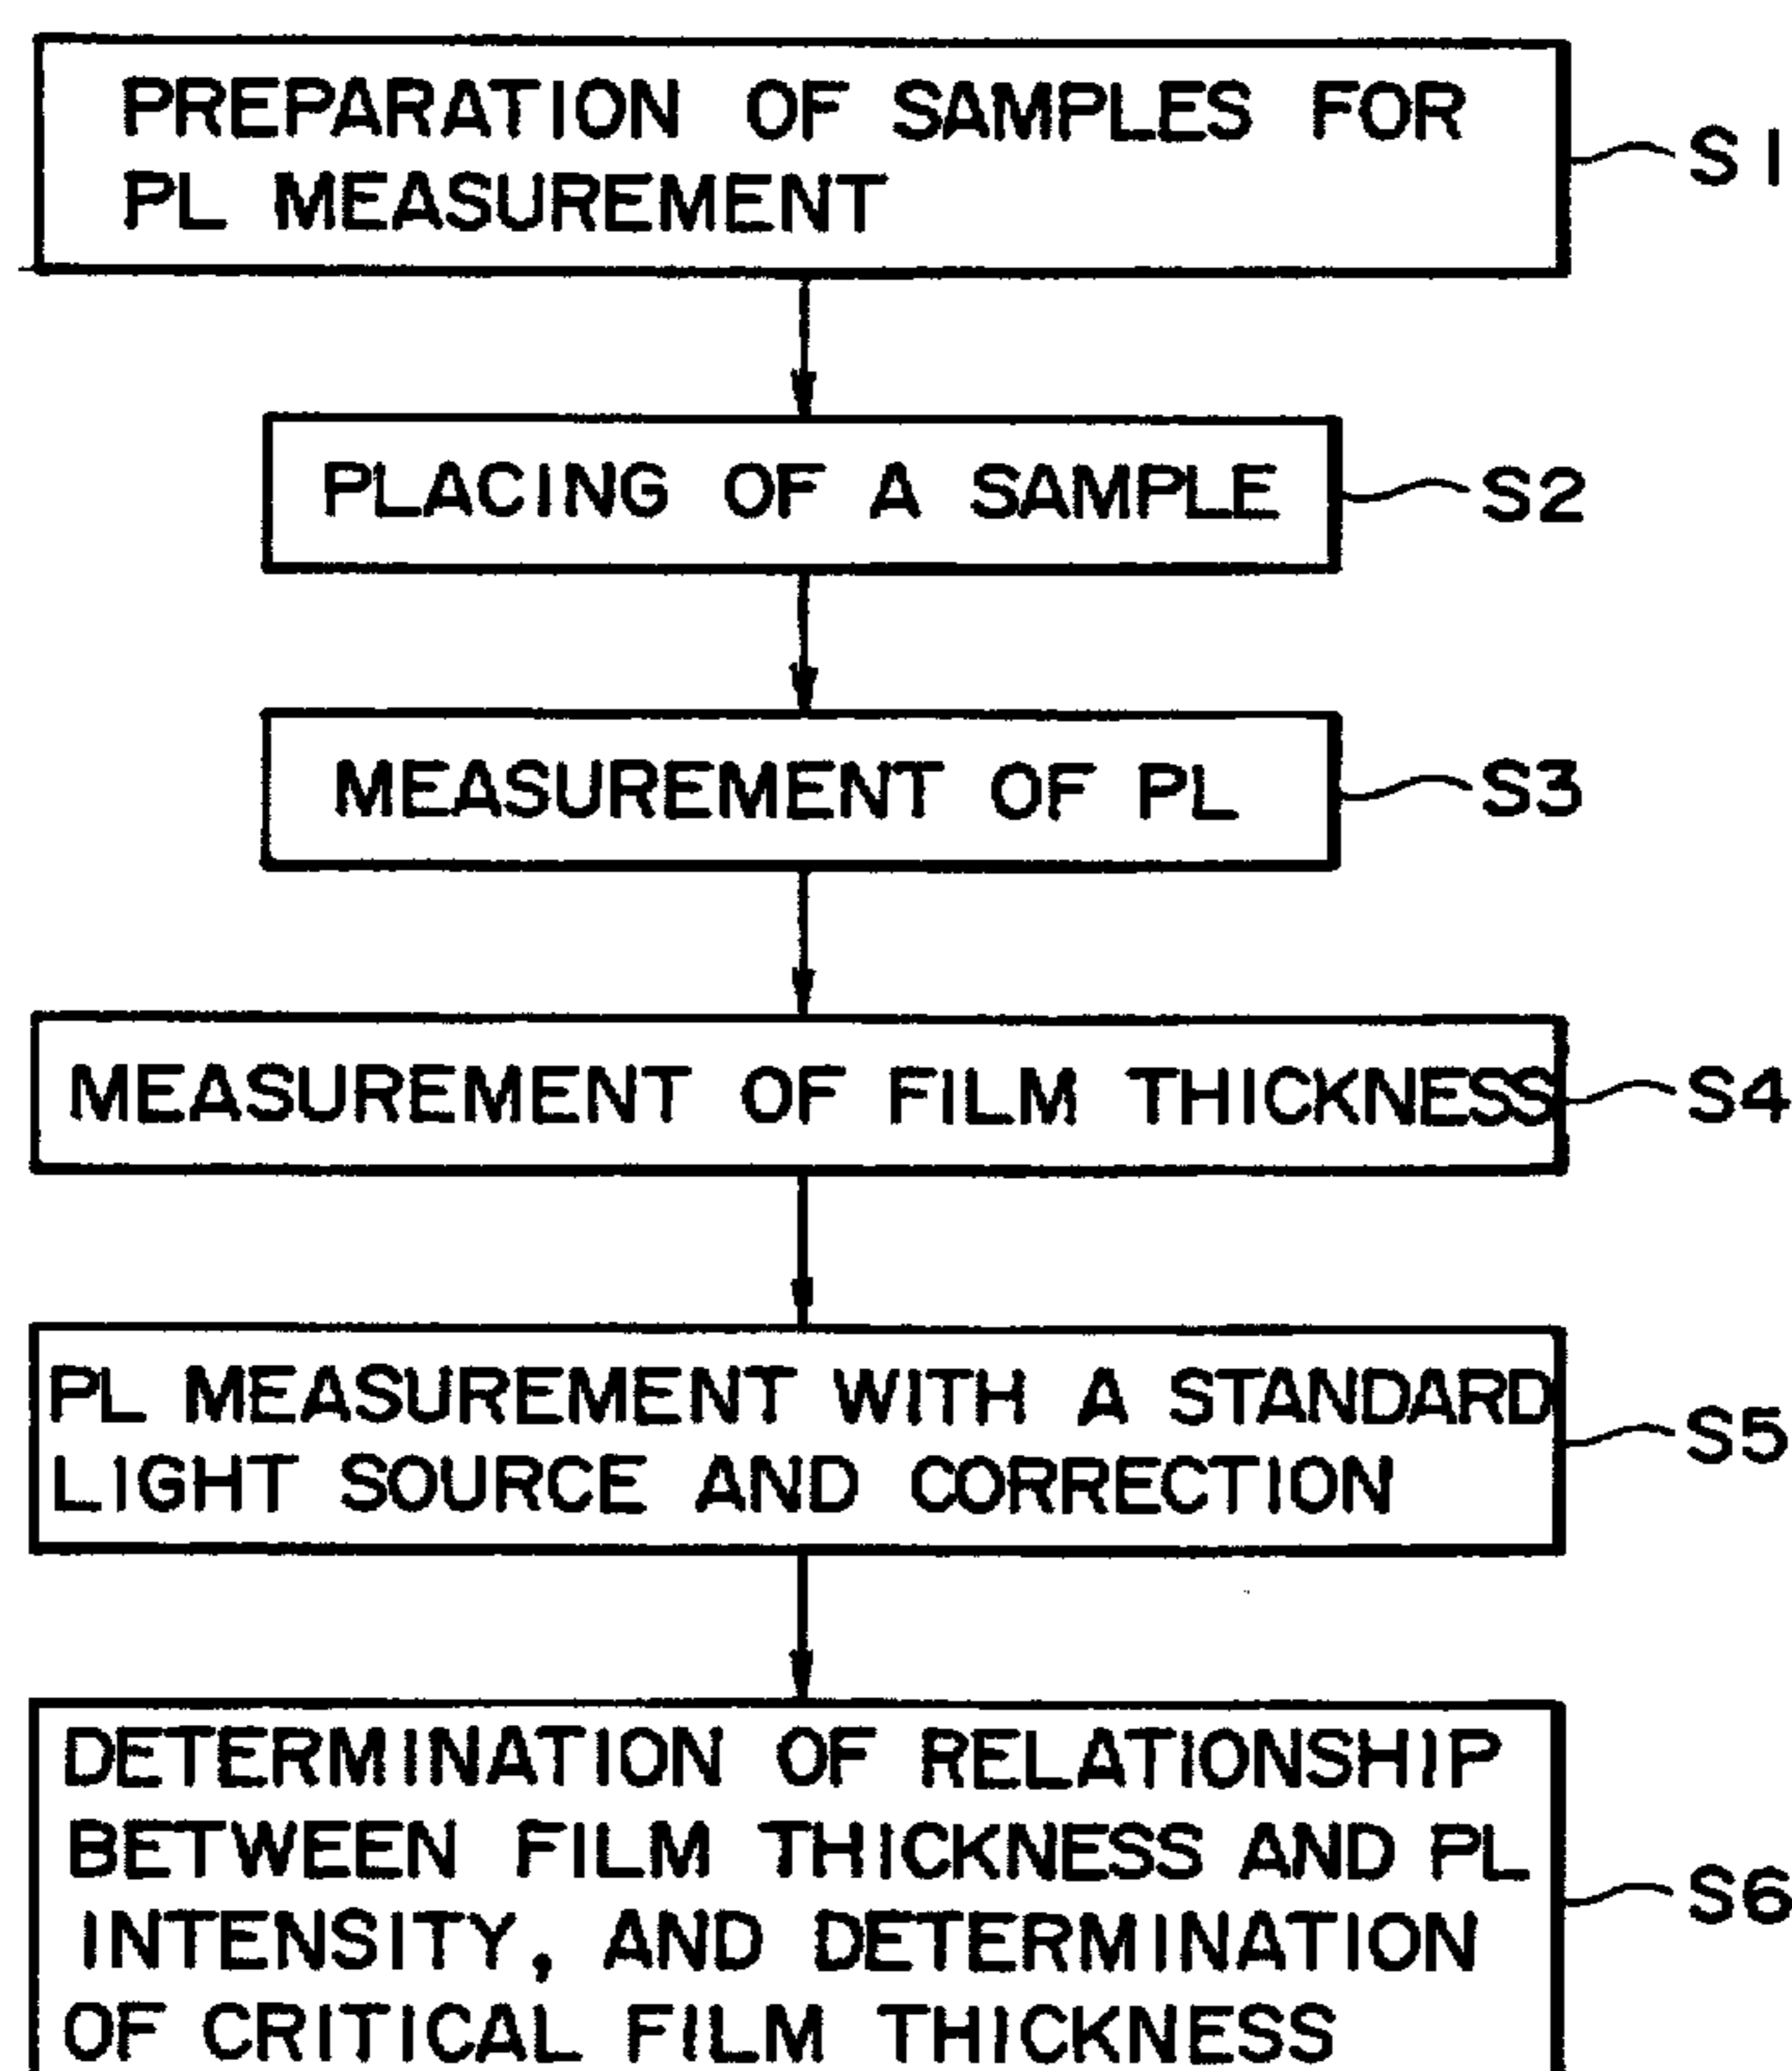 PREPARATION OF SAMPLES FOR
PL MEASUREMENT
S1
PLACING OF A SAMPLE
S2
MEASUREMENT OF PL
S3
MEASUREMENT OF FILM THICKNESS
S4
PL MEASUREMENT WITH A STANDARD
LIGHT SOURCE AND CORRECTION
S5
DETERMINATION OF RELATIONSHIP
BETWEEN FILM THICKNESS AND PL
INTENSITY, AND DETERMINATION
OF CRITICAL FILM THICKNESS
S6